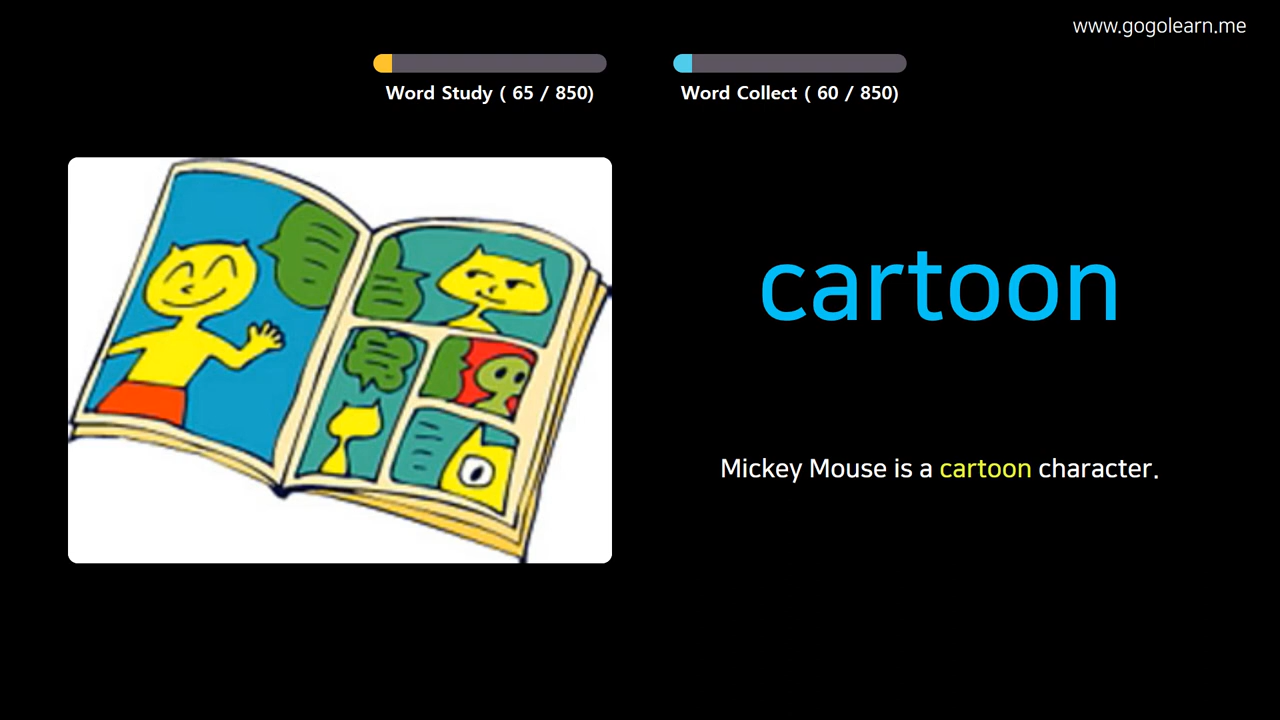 www.gogolearn.me
Word Study ( 65 / 850)
Word Collect ( 60 / 850)
cartoon
Mickey Mouse is a cartoon character.